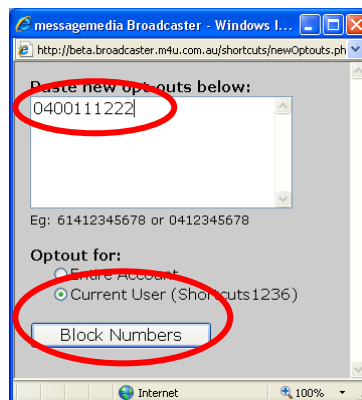 messagemedia Broadcaster - Windows I...
http://beta.broadcaster.m4u.com.au/shortcuts/newOptouts.ph
Paste new opt-outs below:
0400111222
Eg: 61412345678 or 0412345678
Optout for:
Entire Account
Current User (Shortcuts1236)
Block Numbers
Internet
100%